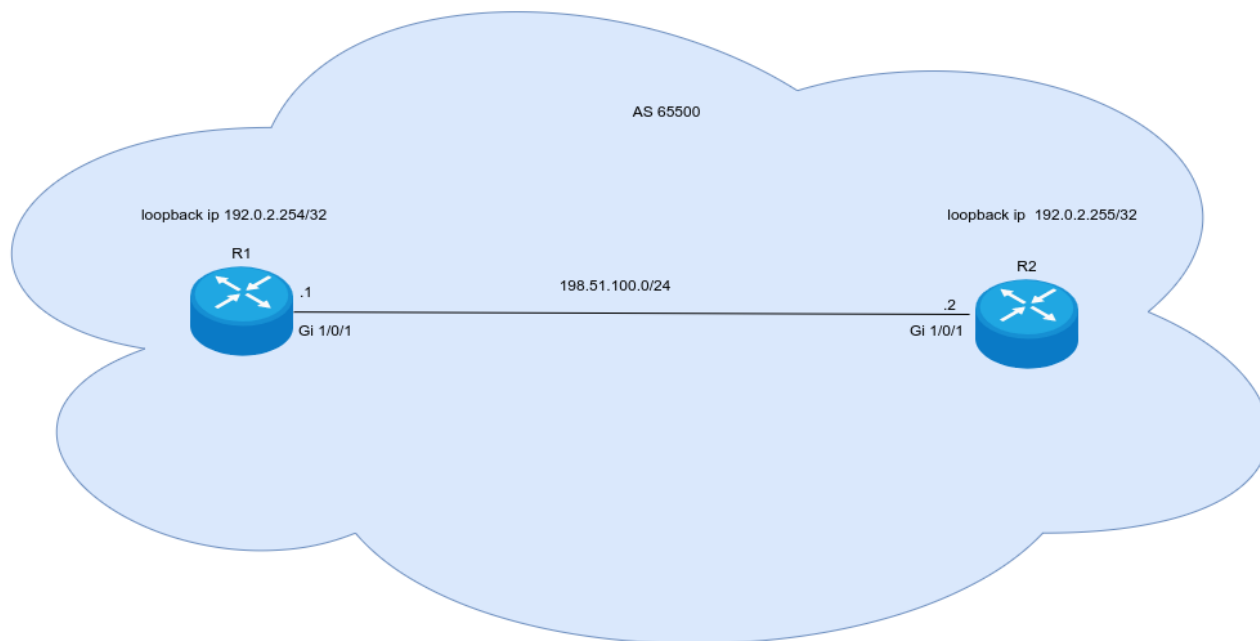 AS 65500
loopback ip 192.0.2.254/32
loopback ip 192.0.2.255/32
R1
R2
.1
198.51.100.0/24
.2
Gi 1/0/1
Gi 1/0/1